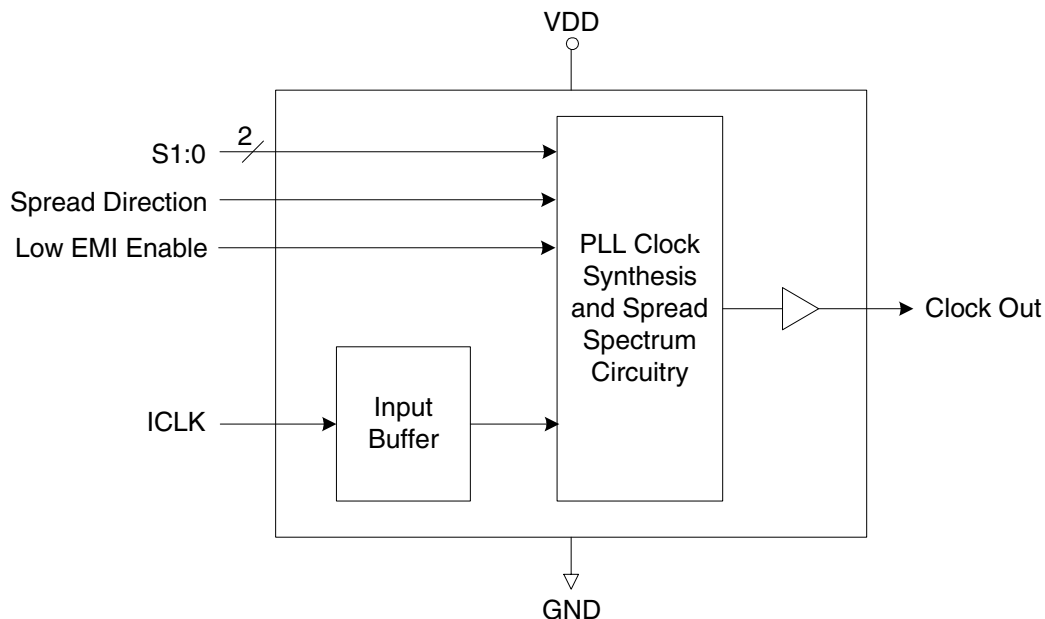 VDD
2
S1:0
Spread Direction
Low EMI Enable
PLL Clock
Synthesis
and Spread
Spectrum
Circuitry
Clock Out
ICLK
Input
Buffer
GND